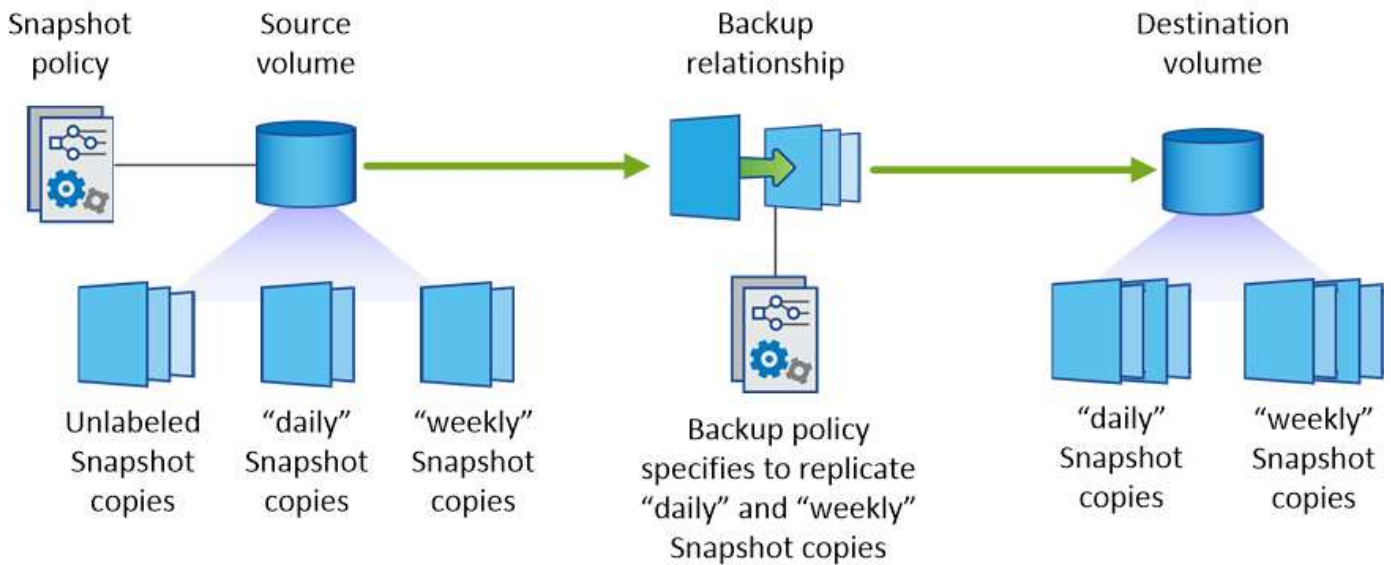 Snapshot
policy
Source
volume
Backup
relationship
Destination
volume
Unlabeled
Snapshot
copies
“daily”
Snapshot
copies
“weekly”
Snapshot
copies
Backup policy
specifies to replicate
“daily” and “weekly”
Snapshot copies
“daily”
Snapshot
copies
“weekly”
Snapshot
copies